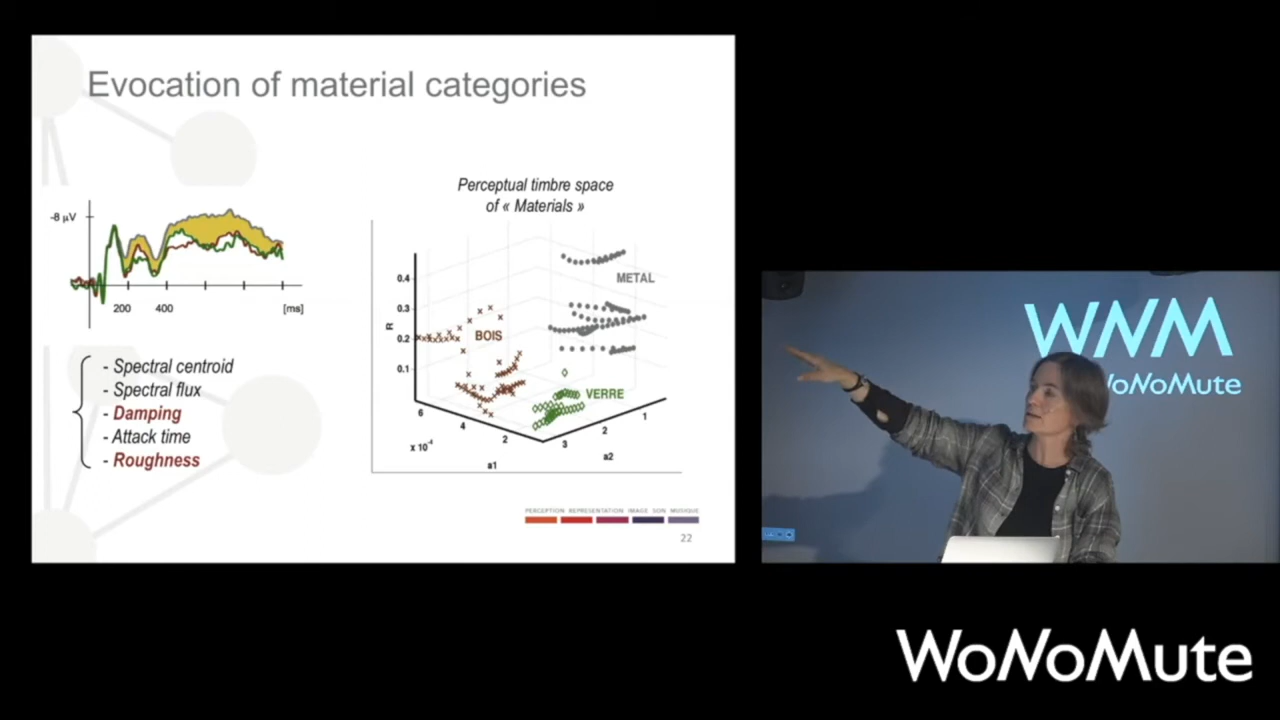 Evocation of material categories
-8 µV
200 400 [ms]
- Spectral centroid
- Spectral flux
- Damping
- Attack time
- Roughness
Perceptual timbre space
of « Materials »
R
0.4
0.3
0.2
0.1
METAL
BOIS
VERRE
6
4
2
x 10⁻⁴
a1
3
2
1
a2
PERCEPTION REPRESENTATION IMAGE SON MUSIQUE
22
WNM
WoNoMute
WoNoMute